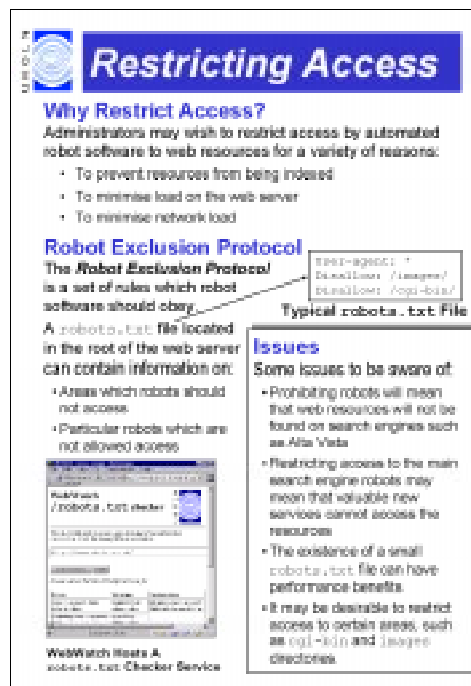 UKOLN
Restricting Access
Why Restrict Access?
Administrators may wish to restrict access by automated
robot software to web resources for a variety of reasons:
• To prevent resources from being indexed
• To minimise load on the web server
• To minimise network load
Robot Exclusion Protocol
The Robot Exclusion Protocol
is a set of rules which robot
software should obey.
User-agent: *
Disallow: /images/
Disallow: /cgi-bin/
Typical robots.txt File
A robots.txt file located
in the root of the web server
can contain information on:
• Areas which robots should
not access
• Particular robots which are
not allowed access
WebWatch
/robots.txt checker
WebWatch Hosts A
robots.txt Checker Service
Issues
Some issues to be aware of:
• Prohibiting robots will mean
that web resources will not be
found on search engines such
as Alta Vista
• Restricting access to the main
search engine robots may
mean that valuable new
services cannot access the
resources
• The existence of a small
robots.txt file can have
performance benefits
• It may be desirable to restrict
access to certain areas, such
as cgi-bin and images
directories.